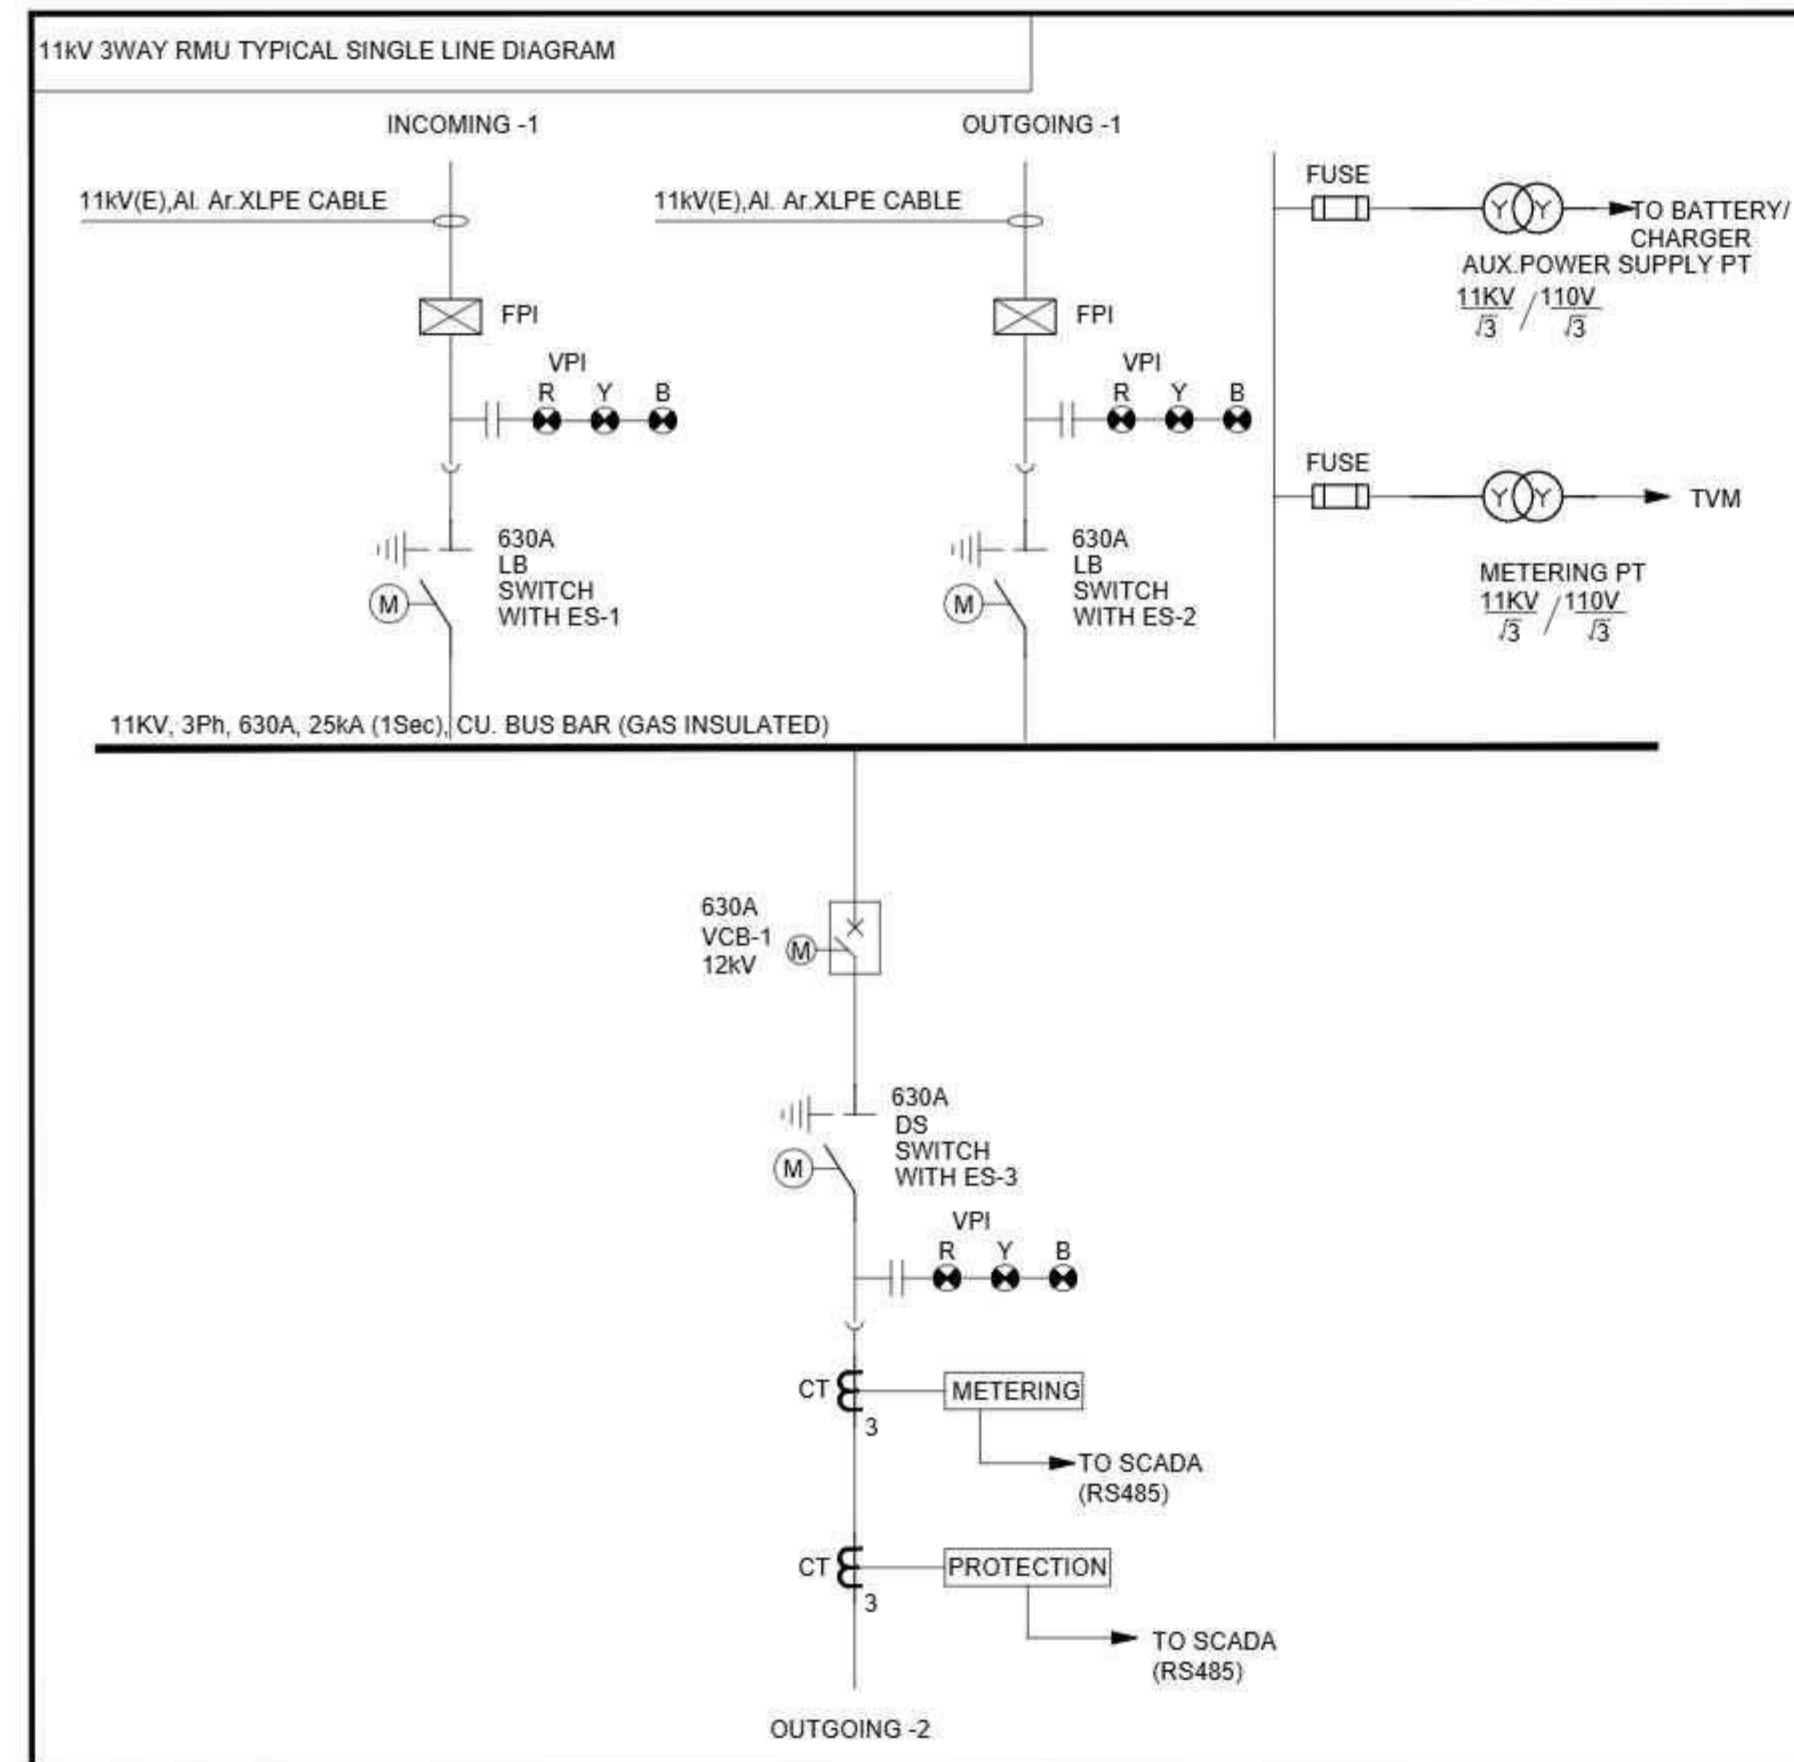 11kV 3WAY RMU TYPICAL SINGLE LINE DIAGRAM
INCOMING -1
11kV(E),Al. Ar.XLPE CABLE
FPI
VPI
R Y B
630A
LB
SWITCH
WITH ES-1
M
OUTGOING -1
11kV(E),Al. Ar.XLPE CABLE
FPI
VPI
R Y B
630A
LB
SWITCH
WITH ES-2
M
FUSE
Y Y
TO BATTERY/
CHARGER
AUX.POWER SUPPLY PT
11KV/√3 / 110V/√3
FUSE
Y Y
TVM
METERING PT
11KV/√3 / 110V/√3
11KV, 3Ph, 630A, 25kA (1Sec), CU. BUS BAR (GAS INSULATED)
630A
VCB-1
12kV
M
630A
DS
SWITCH
WITH ES-3
M
VPI
R Y B
CT
3
METERING
TO SCADA
(RS485)
CT
3
PROTECTION
TO SCADA
(RS485)
OUTGOING -2